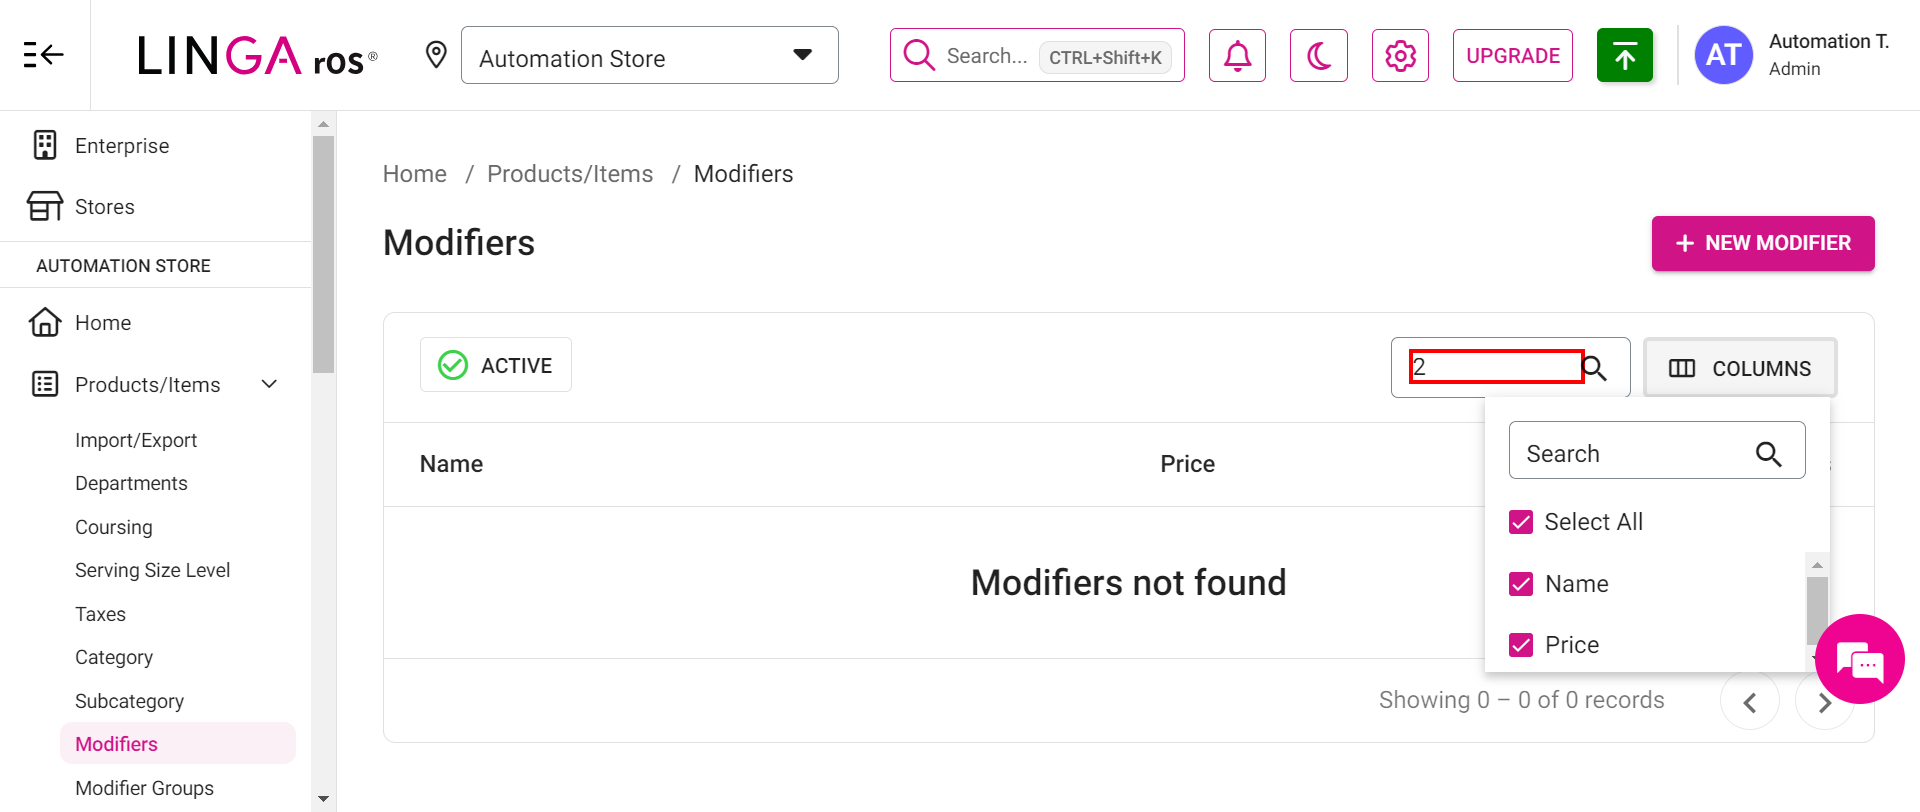 LINGA ros®
Automation Store
Search... CTRL+Shift+K
UPGRADE
AT
Automation T.
Admin
Enterprise
Stores
AUTOMATION STORE
Home
Products/Items
Import/Export
Departments
Coursing
Serving Size Level
Taxes
Category
Subcategory
Modifiers
Modifier Groups
Home / Products/Items / Modifiers
Modifiers
+ NEW MODIFIER
ACTIVE
2
COLUMNS
Name Price
Search
Select All
Name
Price
Modifiers not found
Showing 0 – 0 of 0 records